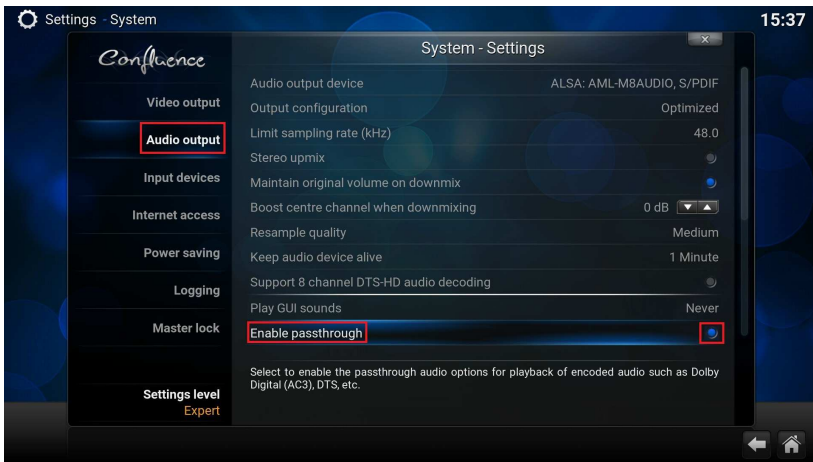 Settings - System
15:37
Confluence
System - Settings
Video output
Audio output
Input devices
Internet access
Power saving
Logging
Master lock
Settings level
Expert
Audio output device ALSA: AML-M8AUDIO, S/PDIF
Output configuration Optimized
Limit sampling rate (kHz) 48.0
Stereo upmix
Maintain original volume on downmix
Boost centre channel when downmixing 0 dB
Resample quality Medium
Keep audio device alive 1 Minute
Support 8 channel DTS-HD audio decoding
Play GUI sounds Never
Enable passthrough
Select to enable the passthrough audio options for playback of encoded audio such as Dolby
Digital (AC3), DTS, etc.